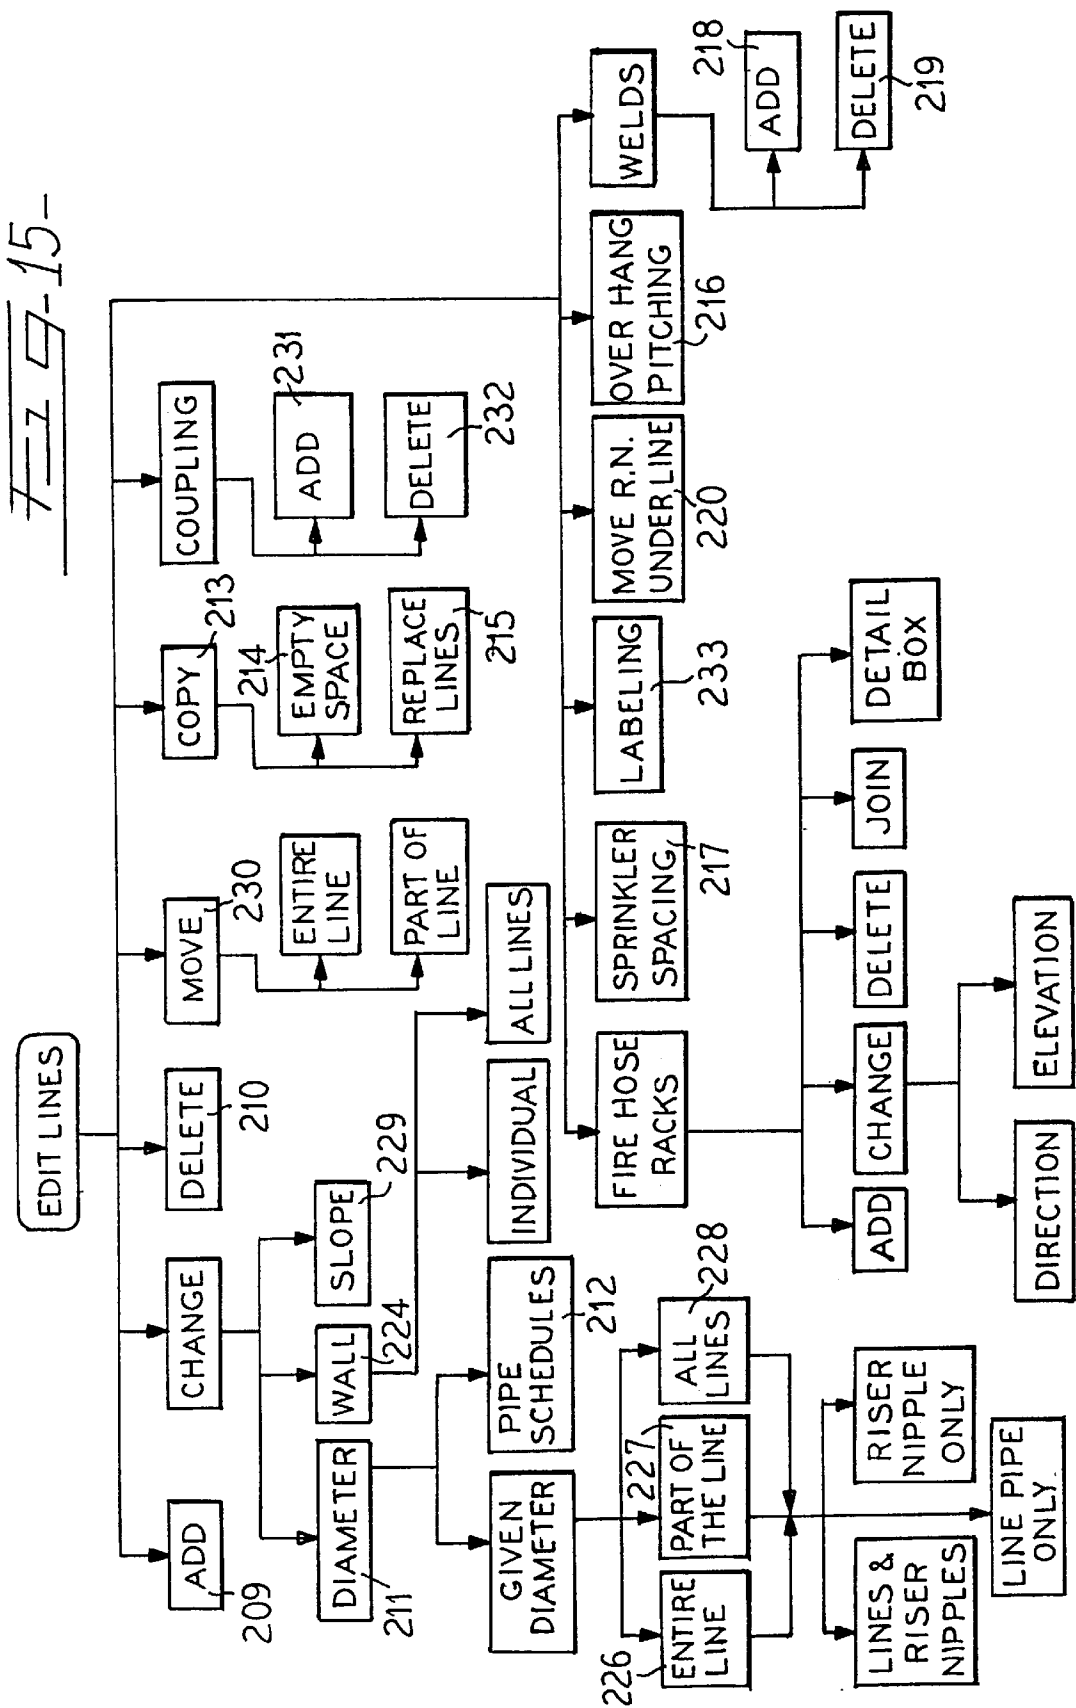 Fig-15-
EDIT LINES
ADD
209
CHANGE
DELETE
210
MOVE
230
COPY
213
COUPLING
DIAMETER
211
WALL
224
SLOPE
229
ENTIRE
LINE
PART OF
LINE
214
EMPTY
SPACE
REPLACE
LINES
215
ADD
231
DELETE
232
GIVEN
DIAMETER
PIPE
SCHEDULES
212
INDIVIDUAL
ALL LINES
226
ENTIRE
LINE
227
PART OF
THE LINE
ALL
LINES
228
LINES &
RISER
NIPPLES
LINE PIPE
ONLY
RISER
NIPPLE
ONLY
FIRE HOSE
RACKS
SPRINKLER
SPACING
217
LABELING
233
MOVE R.N.
UNDER LINE
220
OVER HANG
PITCHING
216
WELDS
ADD
218
DELETE
219
ADD
CHANGE
DELETE
JOIN
DETAIL
BOX
DIRECTION
ELEVATION